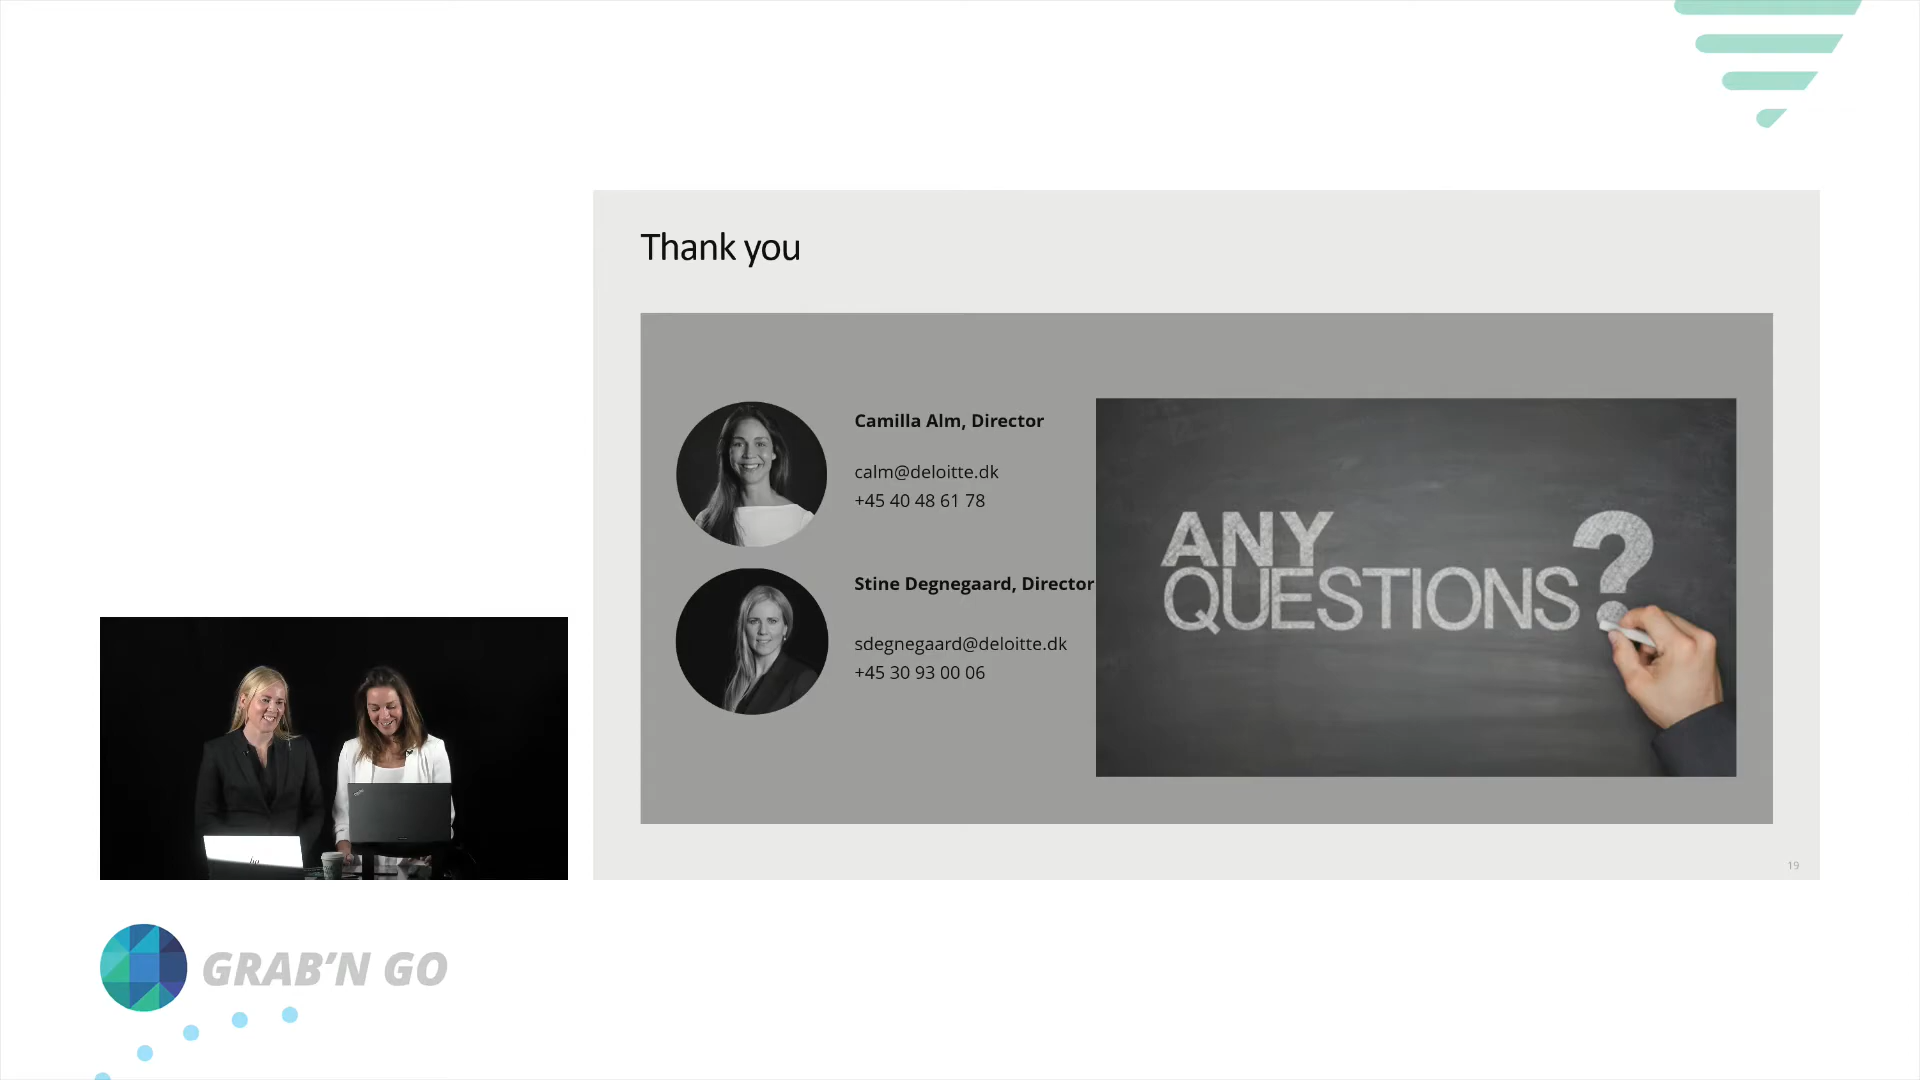 Thank you
Camilla Alm, Director
calm@deloitte.dk
+45 40 48 61 78
Stine Degnegaard, Director
sdegnegaard@deloitte.dk
+45 30 93 00 06
ANY
QUESTIONS?
19
hp
GRAB'N GO